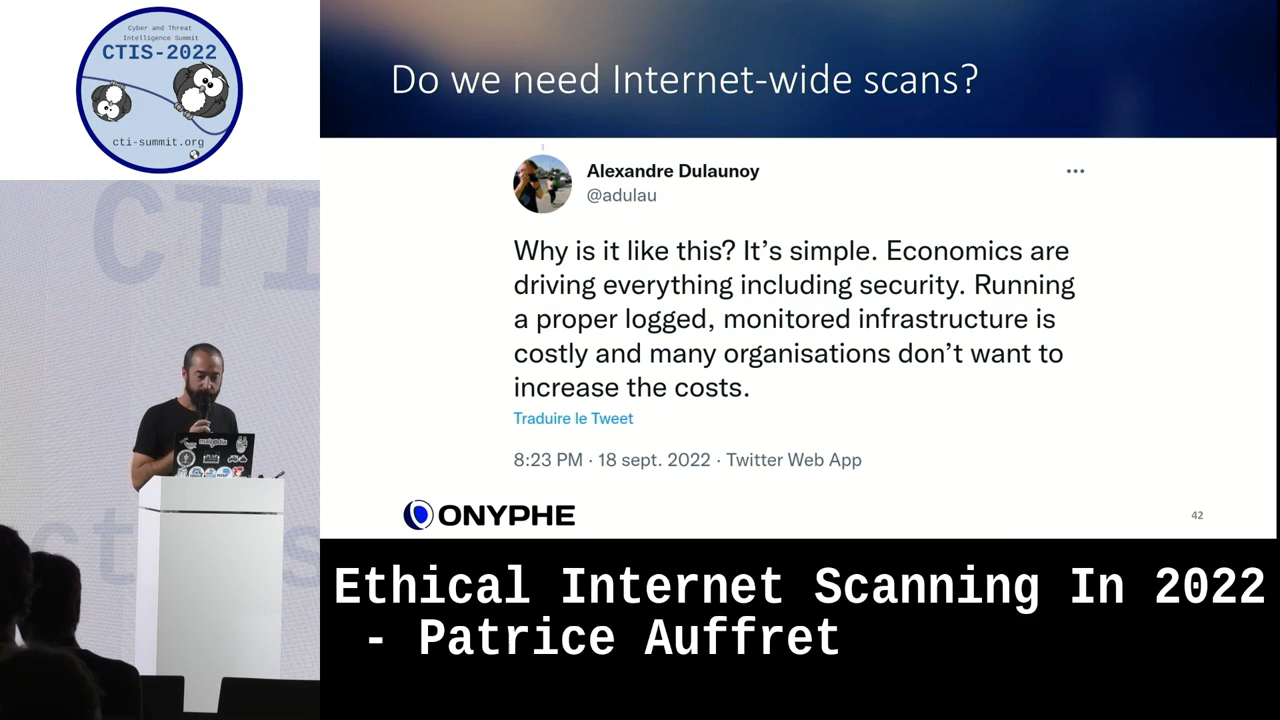 Cyber and Threat
Intelligence Summit
CTIS-2022
cti-summit.org
Do we need Internet-wide scans?
Alexandre Dulaunoy
@adulau
Why is it like this? It’s simple. Economics are
driving everything including security. Running
a proper logged, monitored infrastructure is
costly and many organisations don’t want to
increase the costs.
Traduire le Tweet
8:23 PM · 18 sept. 2022 · Twitter Web App
ONYPHE
42
CTI
Ethical Internet Scanning In 2022
- Patrice Auffret